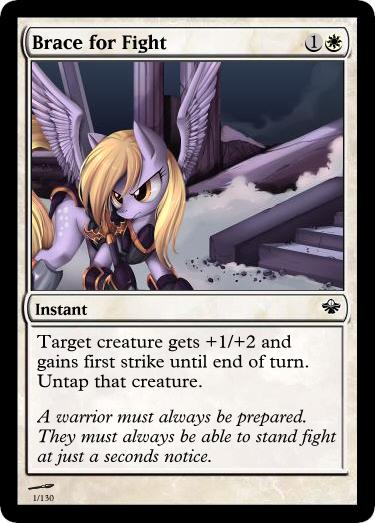 Brace for Fight 1
Instant
Target creature gets +1/+2 and
gains first strike until end of turn.
Untap that creature.
A warrior must always be prepared.
They must always be able to stand fight
at just a seconds notice.
1/130